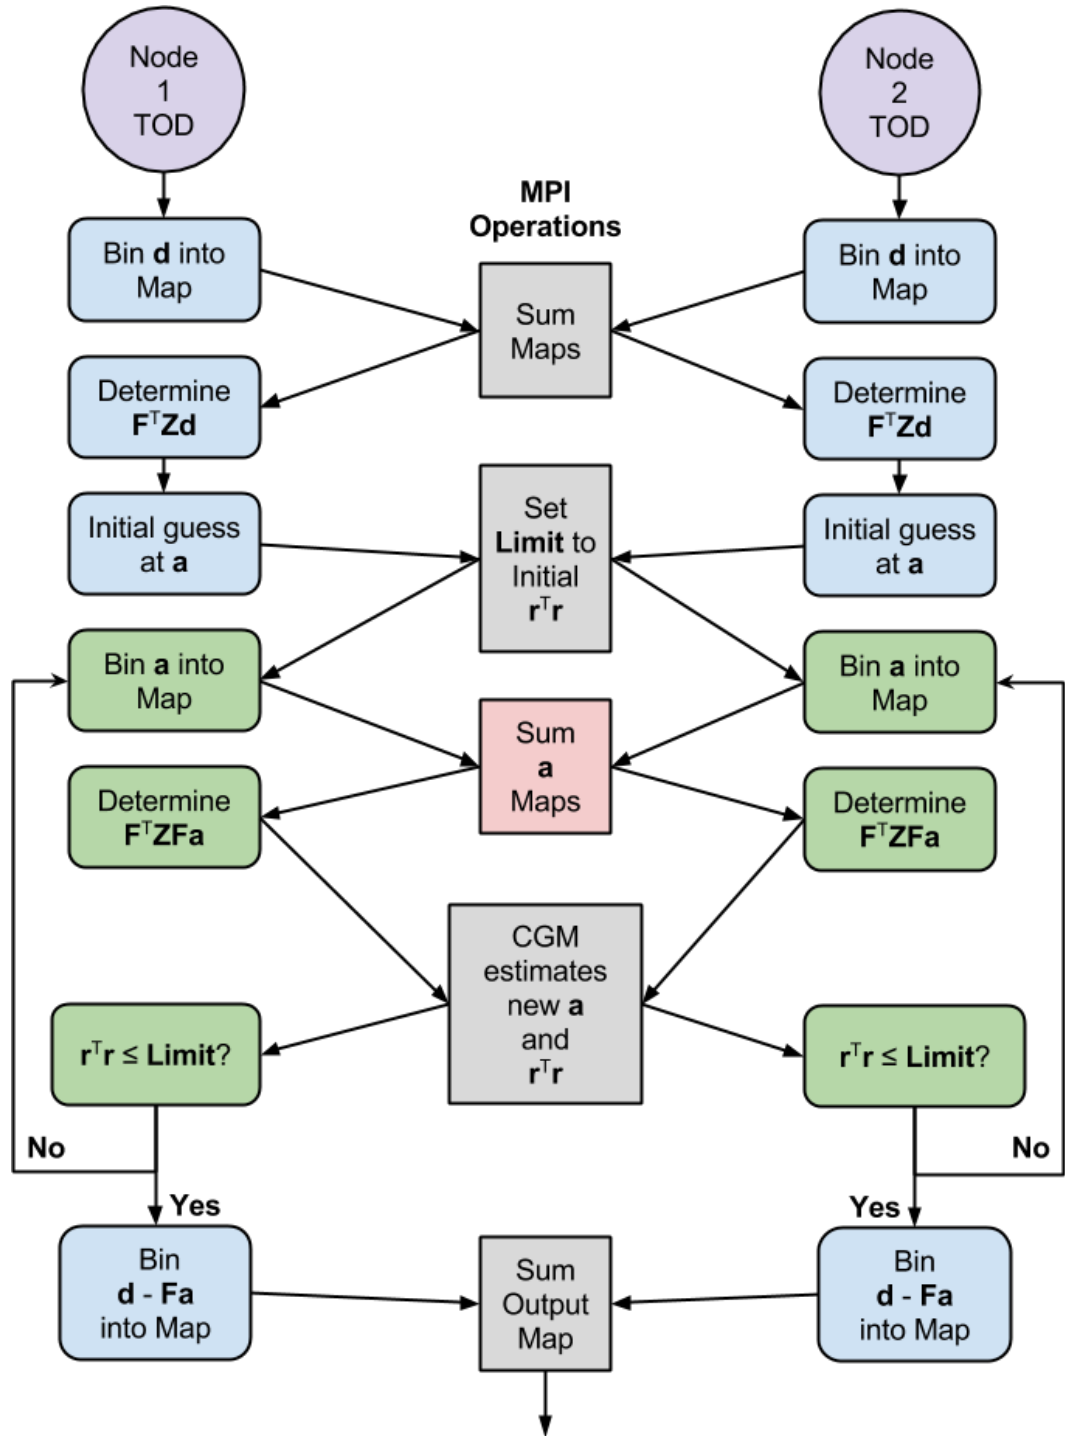 Node
1
TOD
Node
2
TOD
MPI
Operations
Bin d into
Map
Sum
Maps
Bin d into
Map
Determine
FᵀZd
Determine
FᵀZd
Initial guess
at a
Set
Limit to
Initial
rᵀr
Initial guess
at a
Bin a into
Map
Bin a into
Map
Sum
a
Maps
Determine
FᵀZFa
Determine
FᵀZFa
CGM
estimates
new a
and
rᵀr
rᵀr ≤ Limit?
rᵀr ≤ Limit?
No
No
Yes
Yes
Bin
d - Fa
into Map
Sum
Output
Map
Bin
d - Fa
into Map